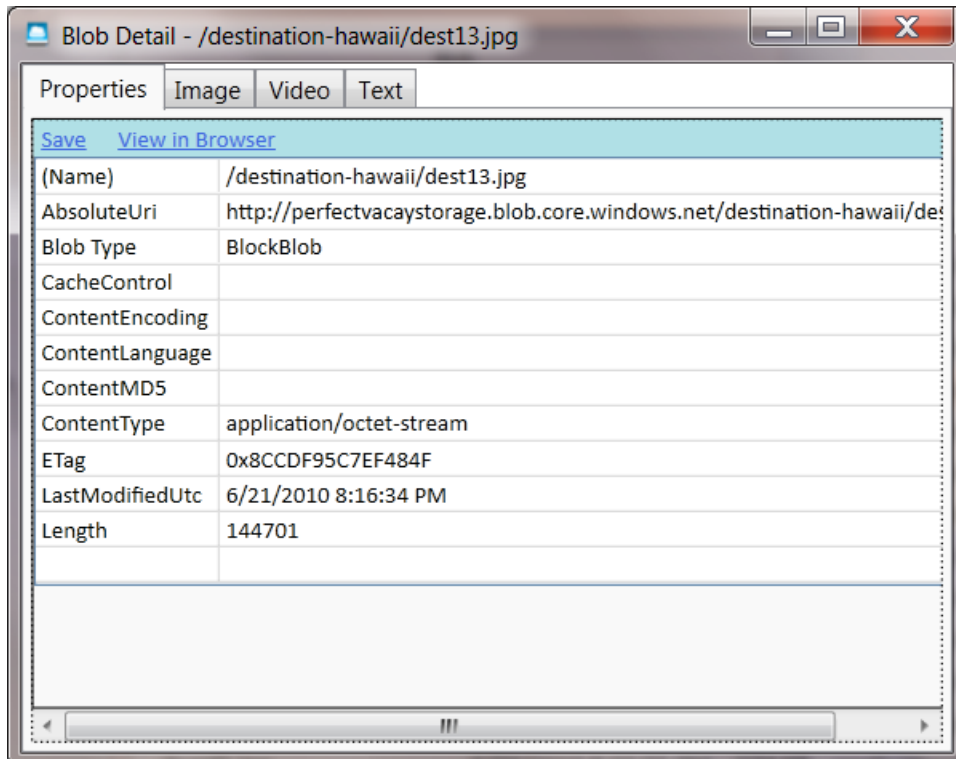 Blob Detail - /destination-hawaii/dest13.jpg
Properties Image Video Text
Save View in Browser
(Name) /destination-hawaii/dest13.jpg
AbsoluteUri http://perfectvacaystorage.blob.core.windows.net/destination-hawaii/des
Blob Type BlockBlob
CacheControl
ContentEncoding
ContentLanguage
ContentMD5
ContentType application/octet-stream
ETag 0x8CCDF95C7EF484F
LastModifiedUtc 6/21/2010 8:16:34 PM
Length 144701